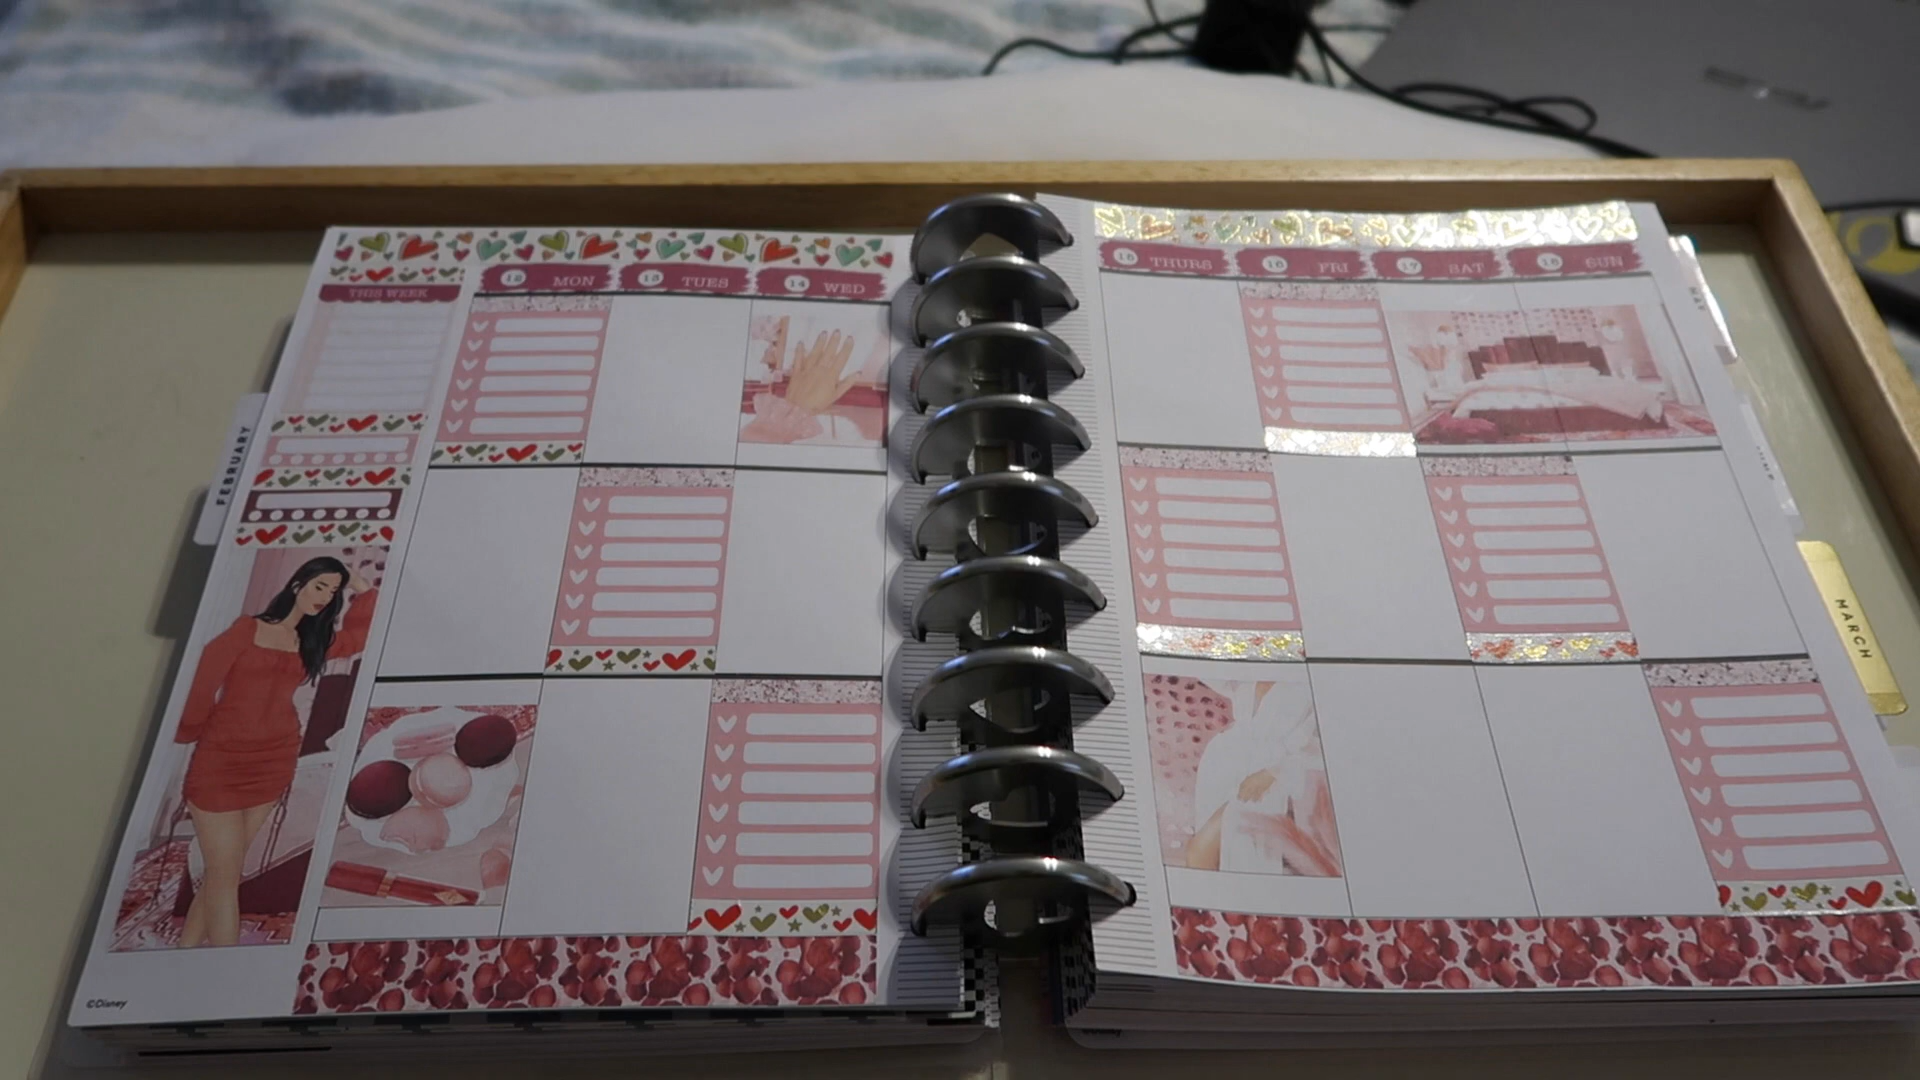 THIS WEEK
12 MON
13 TUES
14 WED
15 THURS
16 FRI
17 SAT
18 SUN
FEBRUARY
MARCH
©Disney